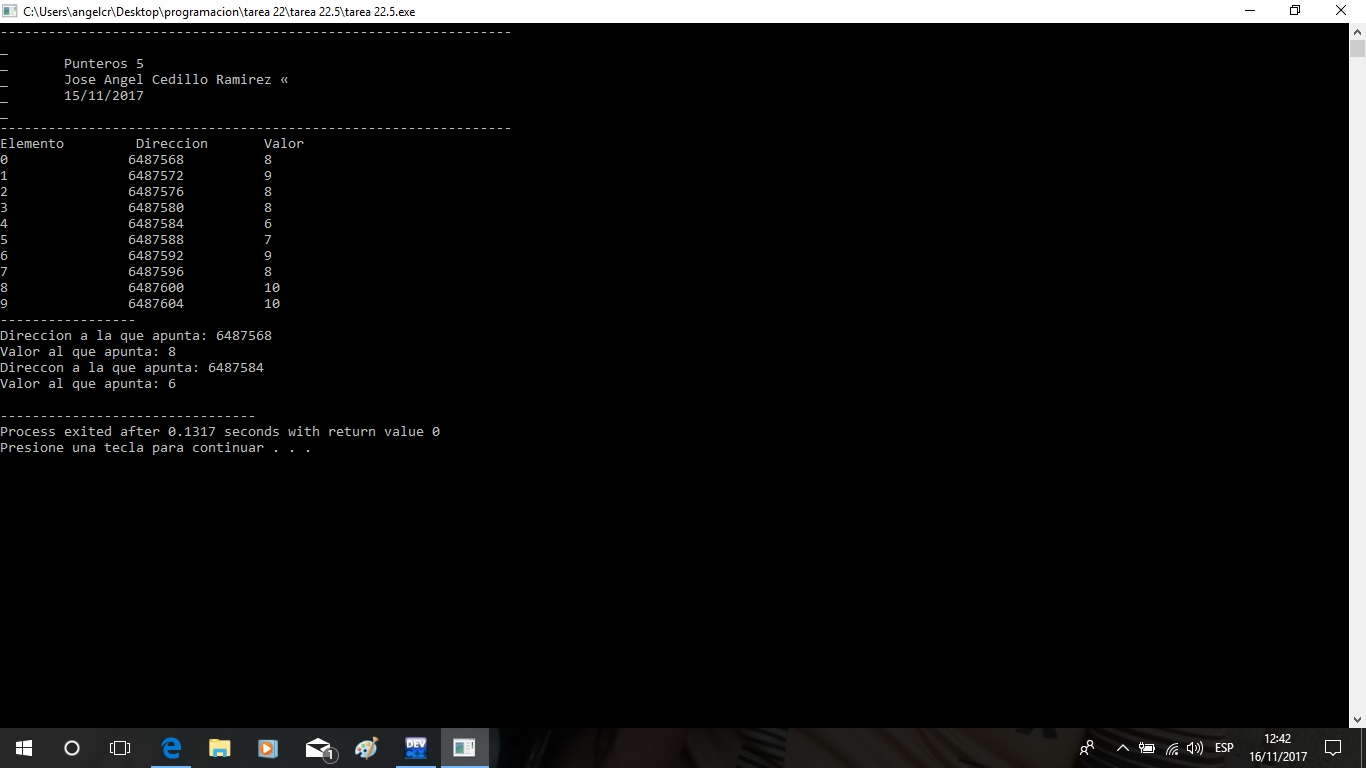 C:\Users\angelcr\Desktop\programacion\tarea 22\tarea 22.5\tarea 22.5.exe
----------------------------------------------------------------
_
_ Punteros 5
_ Jose Angel Cedillo Ramirez «
_ 15/11/2017
_
----------------------------------------------------------------
Elemento Direccion Valor
0 6487568 8
1 6487572 9
2 6487576 8
3 6487580 8
4 6487584 6
5 6487588 7
6 6487592 9
7 6487596 8
8 6487600 10
9 6487604 10
-----------------
Direccion a la que apunta: 6487568
Valor al que apunta: 8
Direccon a la que apunta: 6487584
Valor al que apunta: 6
--------------------------------
Process exited after 0.1317 seconds with return value 0
Presione una tecla para continuar . . .
1
DEV C++
ESP
12:42
16/11/2017